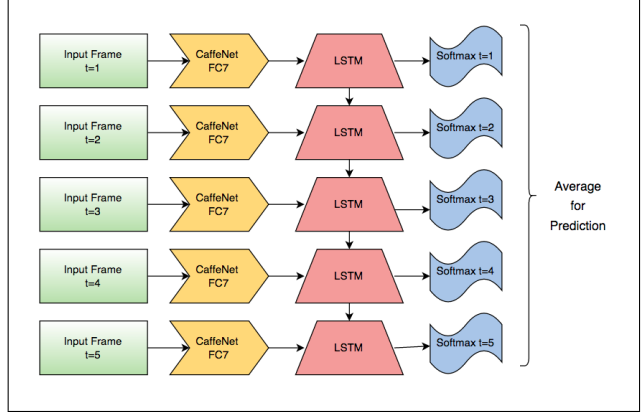 Input Frame
t=1
CaffeNet
FC7
LSTM
Softmax t=1
Input Frame
t=2
CaffeNet
FC7
LSTM
Softmax t=2
Input Frame
t=3
CaffeNet
FC7
LSTM
Softmax t=3
Input Frame
t=4
CaffeNet
FC7
LSTM
Softmax t=4
Input Frame
t=5
CaffeNet
FC7
LSTM
Softmax t=5
Average
for
Prediction